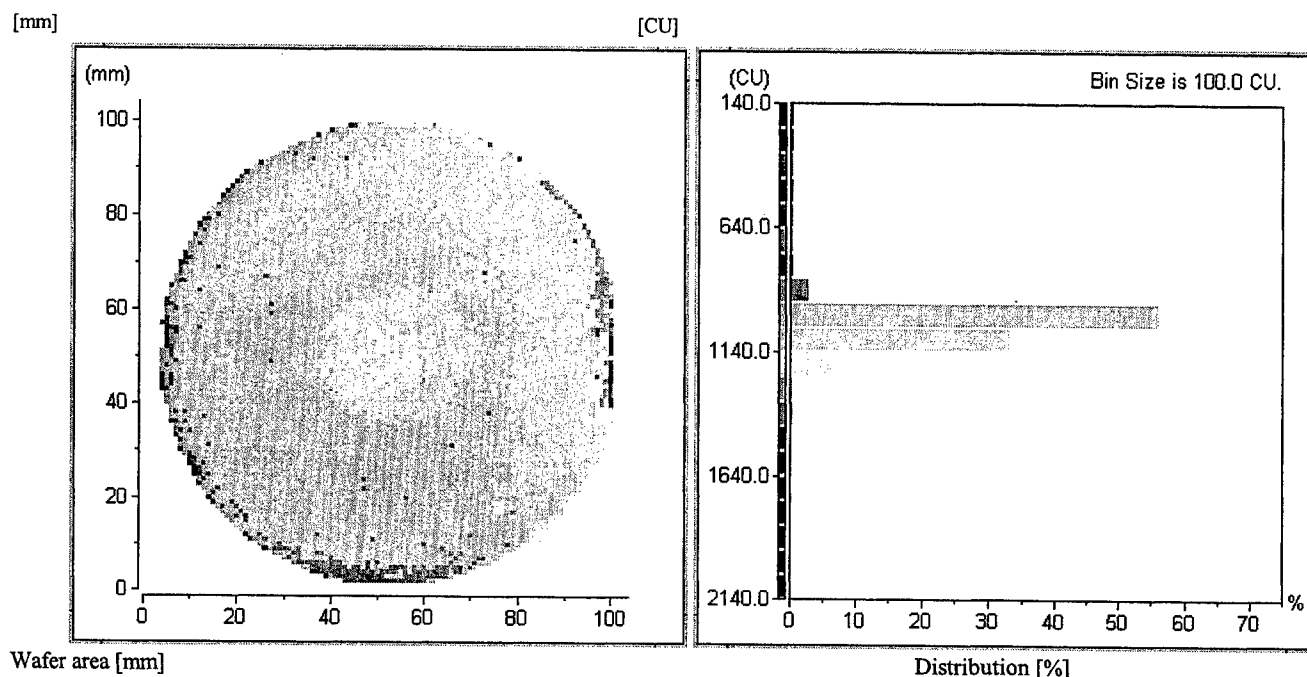 [mm]
[CU]
(mm)
100
80
60
40
20
0
0 20 40 60 80 100
Wafer area [mm]
(CU)
Bin Size is 100.0 CU.
140.0
640.0
1140.0
1640.0
2140.0
0 10 20 30 40 50 60 70 %
Distribution [%]